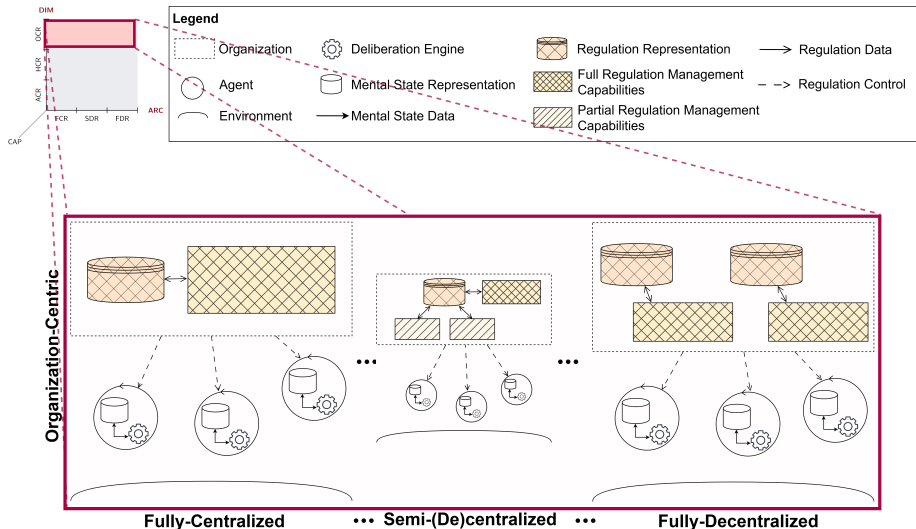 DIM
OCR
HCR
ACR
FCR
SDR
FDR
ARC
CAP
Legend
Organization
Deliberation Engine
Regulation Representation
Regulation Data
Agent
Mental State Representation
Full Regulation Management
Capabilities
Regulation Control
Environment
Mental State Data
Partial Regulation Management
Capabilities
Organization-Centric
•••
•••
Fully-Centralized
•••
Semi-(De)centralized
•••
Fully-Decentralized